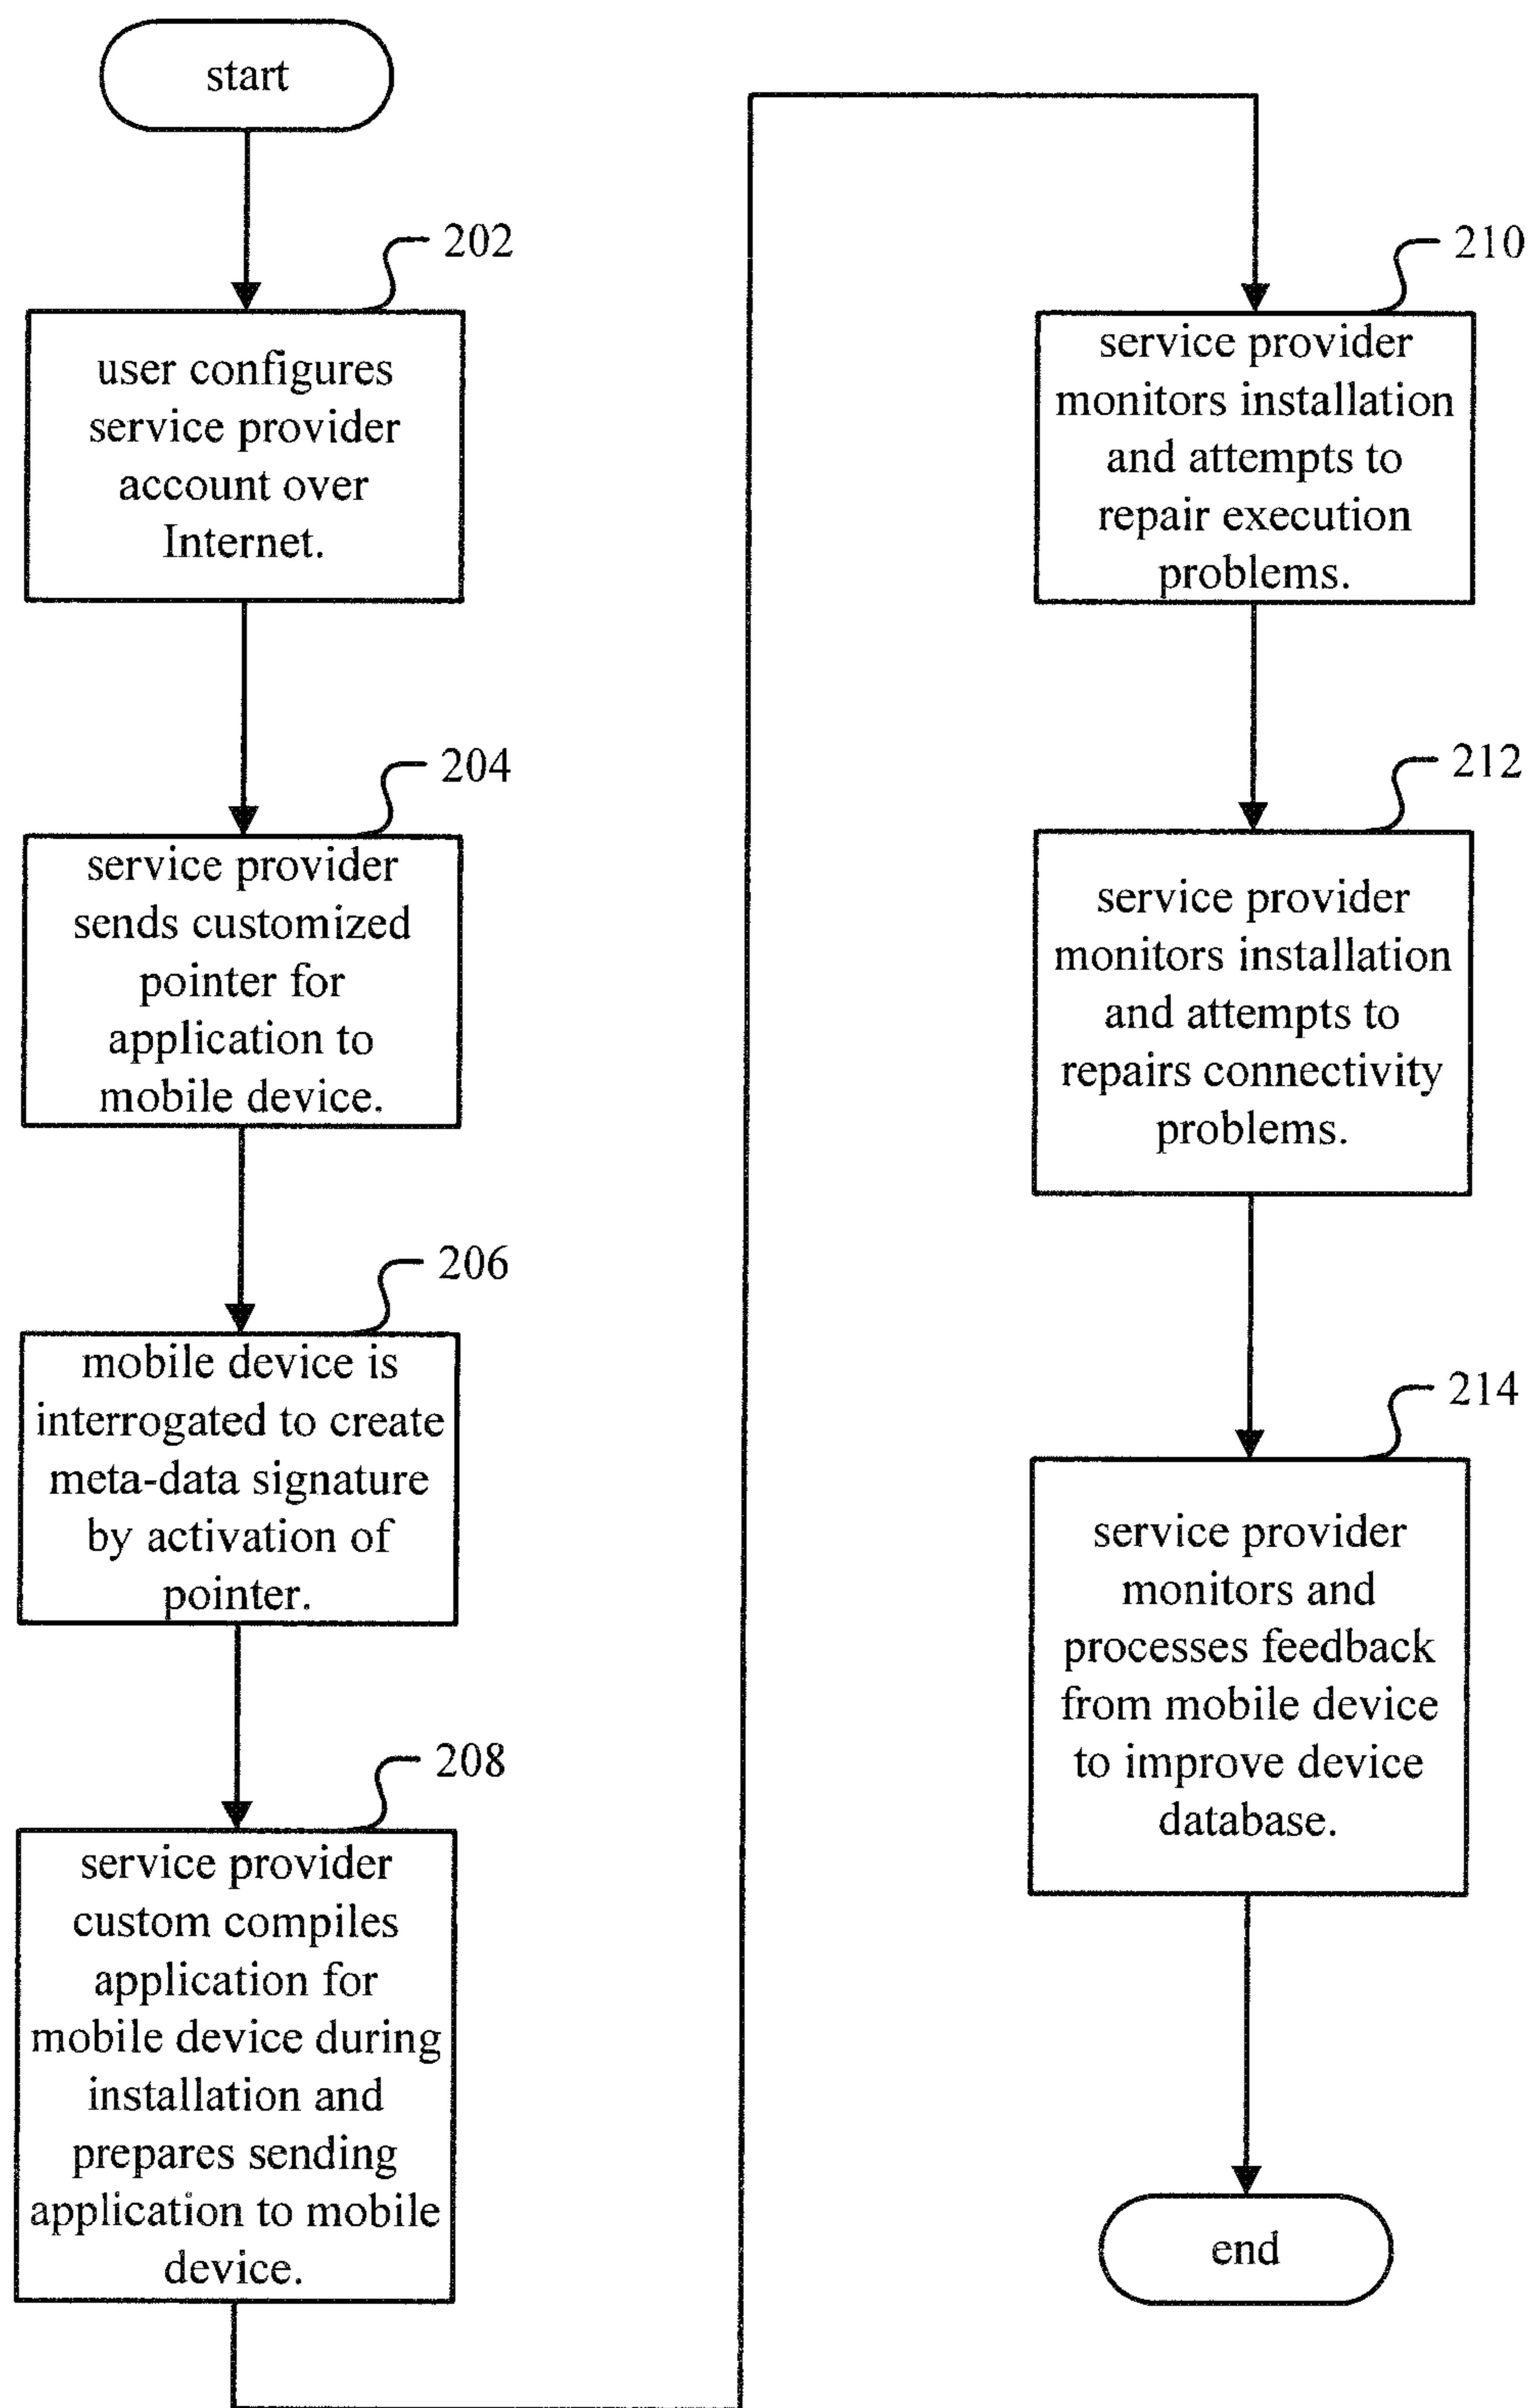 start
202
user configures
service provider
account over
Internet.
204
service provider
sends customized
pointer for
application to
mobile device.
206
mobile device is
interrogated to create
meta-data signature
by activation of
pointer.
208
service provider
custom compiles
application for
mobile device during
installation and
prepares sending
application to mobile
device.
210
service provider
monitors installation
and attempts to
repair execution
problems.
212
service provider
monitors installation
and attempts to
repairs connectivity
problems.
214
service provider
monitors and
processes feedback
from mobile device
to improve device
database.
end